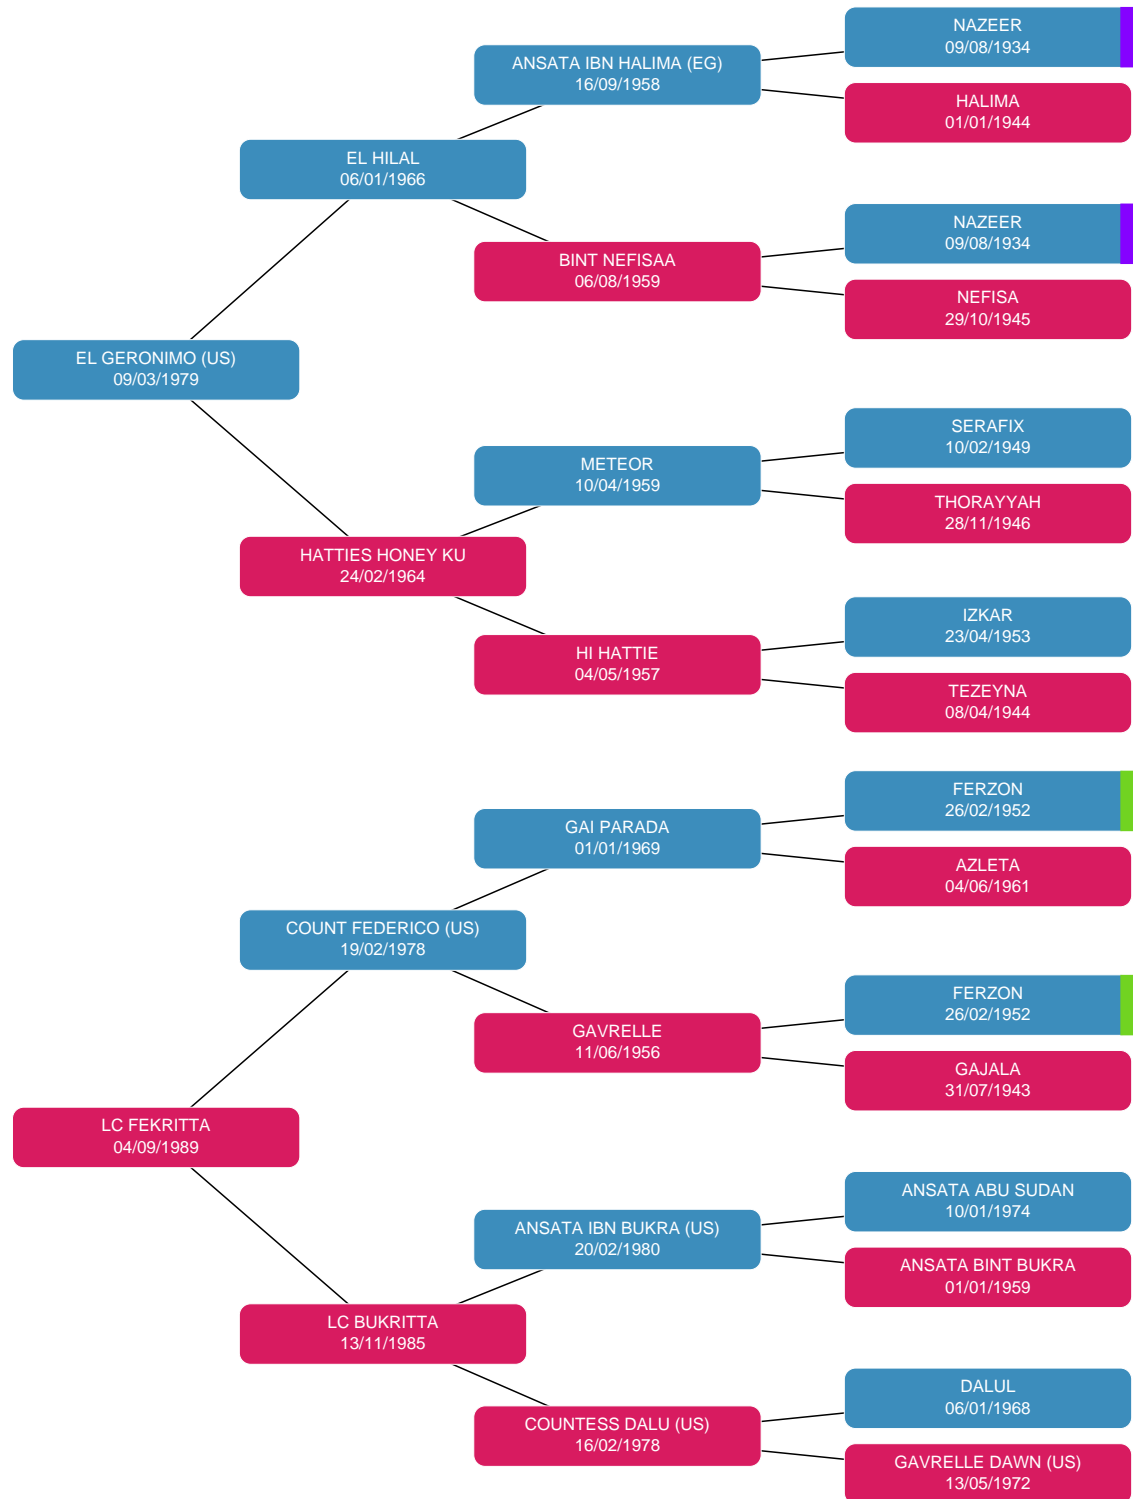 NAZEER
09/08/1934
ANSATA IBN HALIMA (EG)
16/09/1958
HALIMA
01/01/1944
EL HILAL
06/01/1966
NAZEER
09/08/1934
BINT NEFISAA
06/08/1959
NEFISA
29/10/1945
EL GERONIMO (US)
09/03/1979
SERAFIX
10/02/1949
METEOR
10/04/1959
THORAYYAH
28/11/1946
HATTIES HONEY KU
24/02/1964
IZKAR
23/04/1953
HI HATTIE
04/05/1957
TEZEYNA
08/04/1944
FERZON
26/02/1952
GAI PARADA
01/01/1969
AZLETA
04/06/1961
COUNT FEDERICO (US)
19/02/1978
FERZON
26/02/1952
GAVRELLE
11/06/1956
GAJALA
31/07/1943
LC FEKRITTA
04/09/1989
ANSATA ABU SUDAN
10/01/1974
ANSATA IBN BUKRA (US)
20/02/1980
ANSATA BINT BUKRA
01/01/1959
LC BUKRITTA
13/11/1985
DALUL
06/01/1968
COUNTESS DALU (US)
16/02/1978
GAVRELLE DAWN (US)
13/05/1972